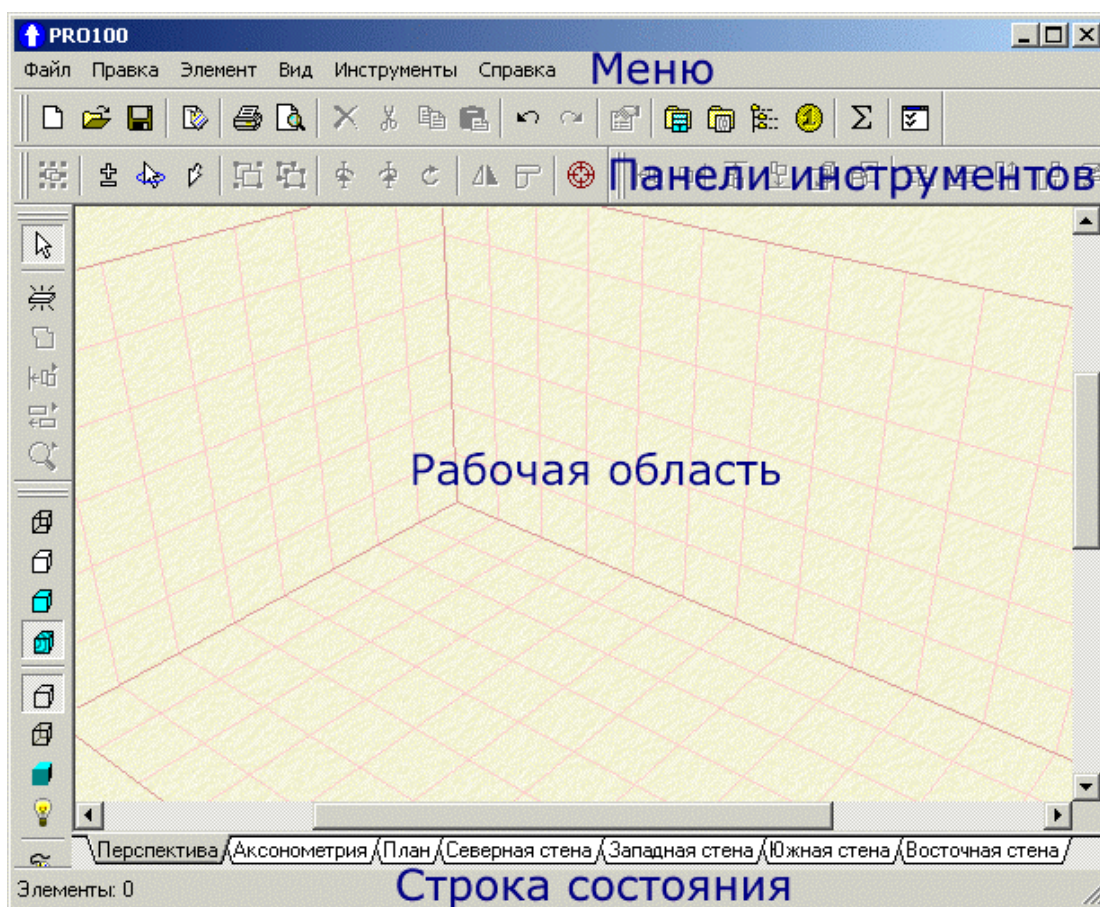 PRO100
Файл Правка Элемент Вид Инструменты Справка Меню
Панели инструментов
Рабочая область
Перспектива Аксонометрия План Северная стена Западная стена Южная стена Восточная стена
Элементы: 0 Строка состояния